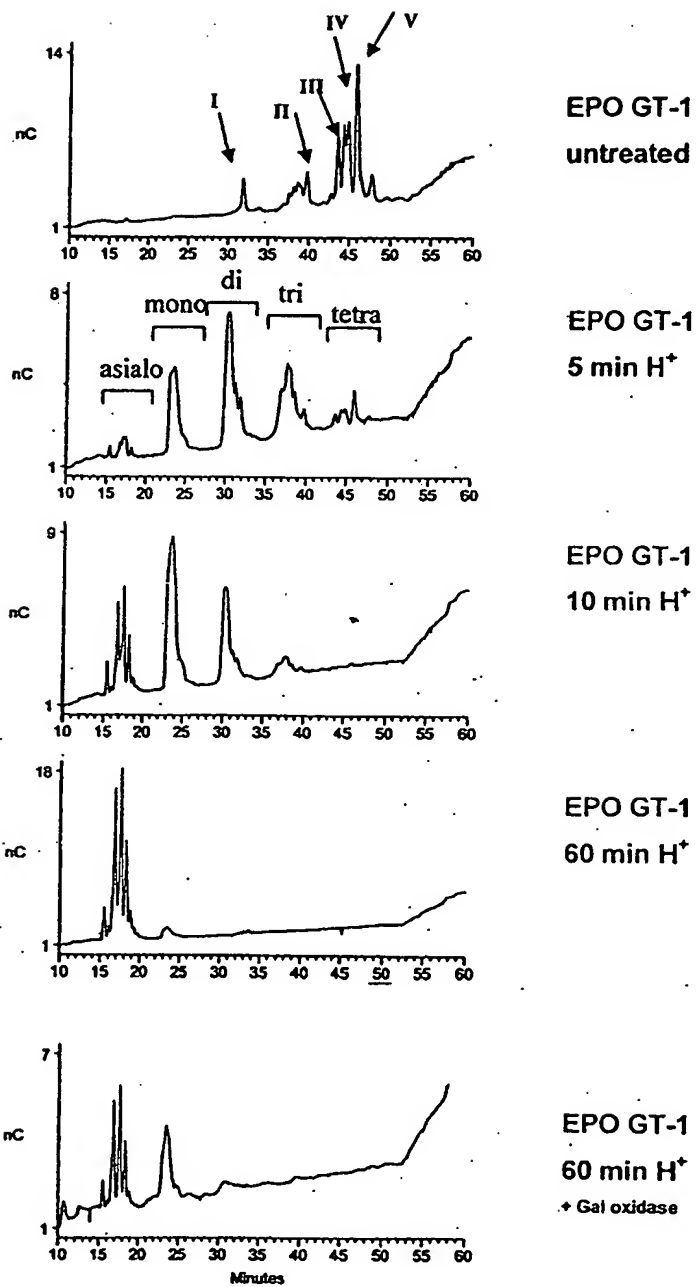 IV V
14
I II III
nC
1
10 15 20 25 30 35 40 45 50 55 60
EPO GT-1
untreated
8
asialo mono di tri tetra
nC
1
10 15 20 25 30 35 40 45 50 55 60
EPO GT-1
5 min H⁺
9
nC
1
10 15 20 25 30 35 40 45 50 55 60
EPO GT-1
10 min H⁺
18
nC
1
10 15 20 25 30 35 40 45 50 55 60
EPO GT-1
60 min H⁺
7
nC
1
10 15 20 25 30 35 40 45 50 55 60
Minutes
EPO GT-1
60 min H⁺
+ Gal oxidase